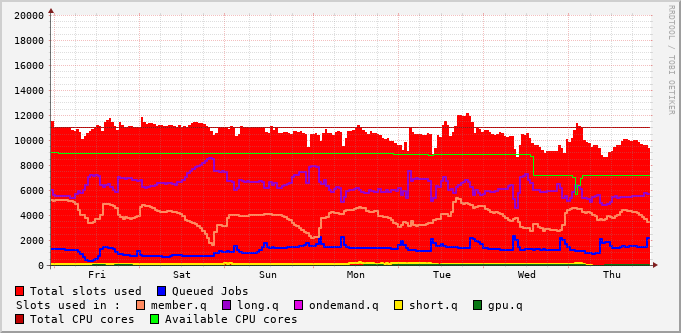 RRDTOOL / TOBI OETIKER
20000
18000
16000
14000
12000
10000
8000
6000
4000
2000
0
Fri Sat Sun Mon Tue Wed Thu
Total slots used Queued Jobs
Slots used in : member.q long.q ondemand.q short.q gpu.q
Total CPU cores Available CPU cores